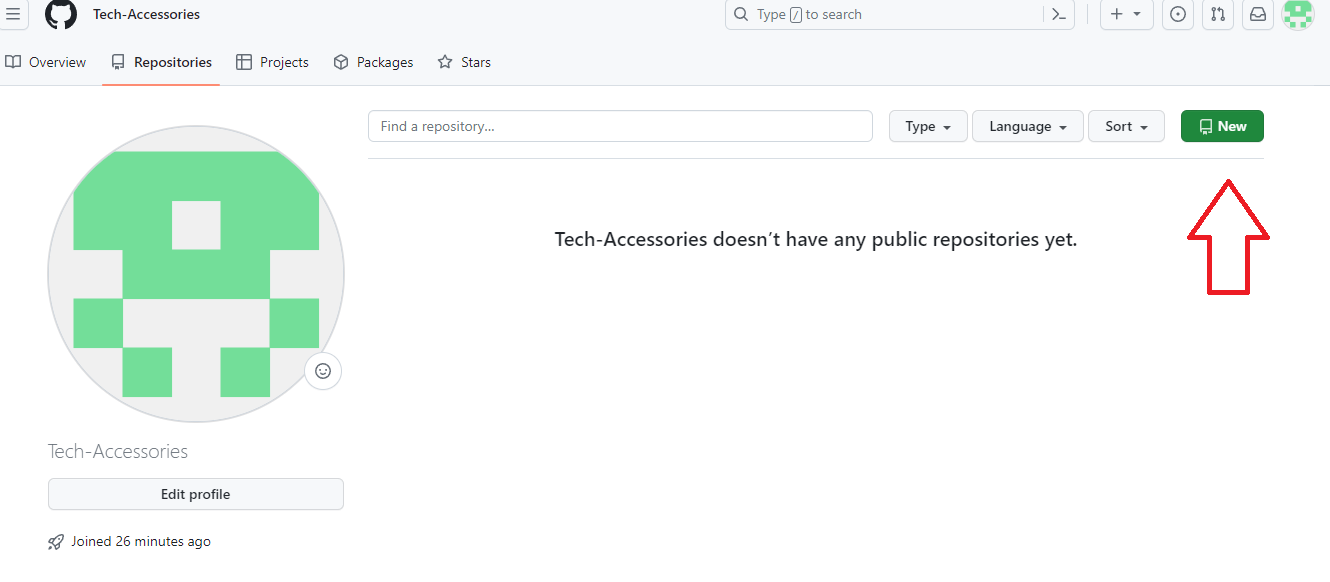 Tech-Accessories
Type / to search
Overview
Repositories
Projects
Packages
Stars
Find a repository…
Type
Language
Sort
New
Tech-Accessories doesn’t have any public repositories yet.
Tech-Accessories
Edit profile
Joined 26 minutes ago